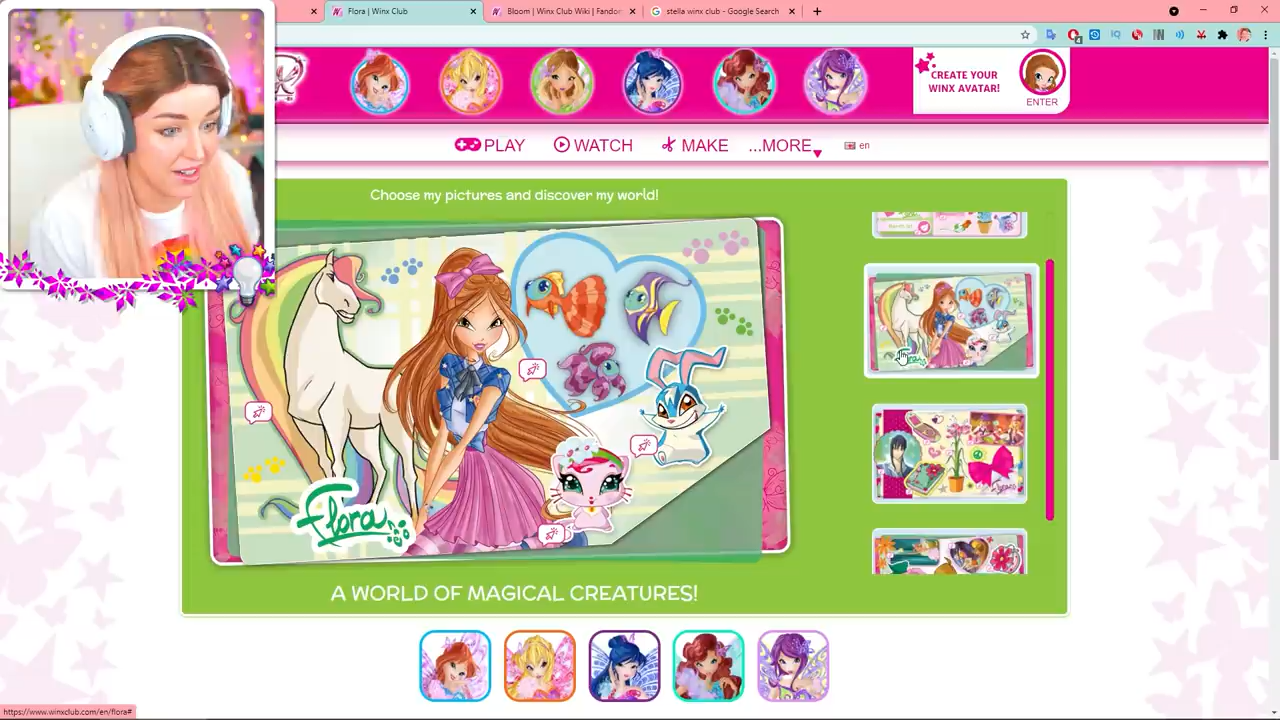 Flora | Winx Club
Bloom | Winx Club Wiki | Fandom
stella winx club - Google Search
CREATE YOUR
WINX AVATAR!
ENTER
PLAY
WATCH
MAKE
...MORE
en
Choose my pictures and discover my world!
Flora
A WORLD OF MAGICAL CREATURES!
https://www.winxclub.com/en/flora#